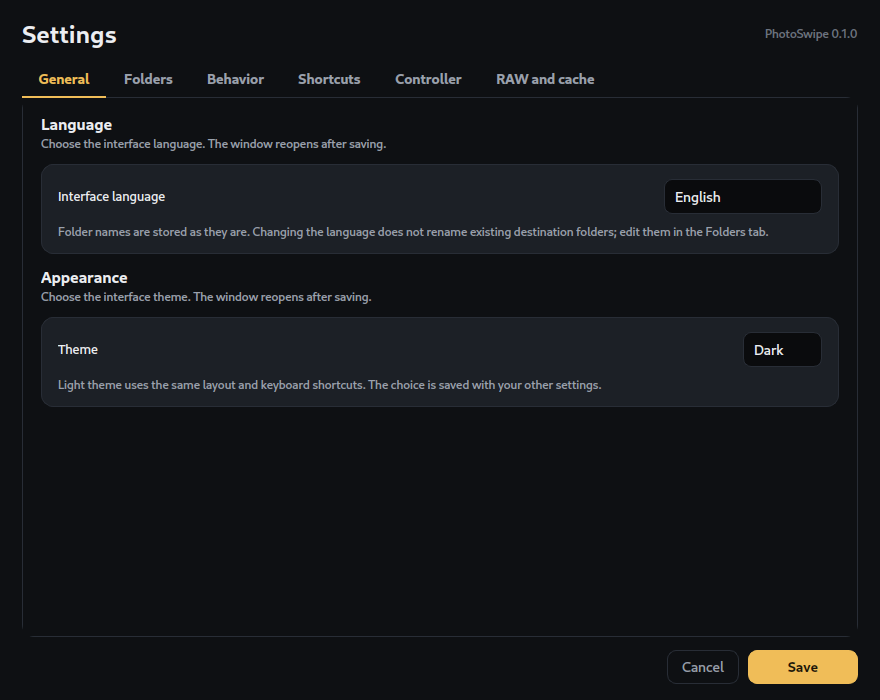 Settings
PhotoSwipe 0.1.0
General Folders Behavior Shortcuts Controller RAW and cache
Language
Choose the interface language. The window reopens after saving.
Interface language English
Folder names are stored as they are. Changing the language does not rename existing destination folders; edit them in the Folders tab.
Appearance
Choose the interface theme. The window reopens after saving.
Theme Dark
Light theme uses the same layout and keyboard shortcuts. The choice is saved with your other settings.
Cancel Save